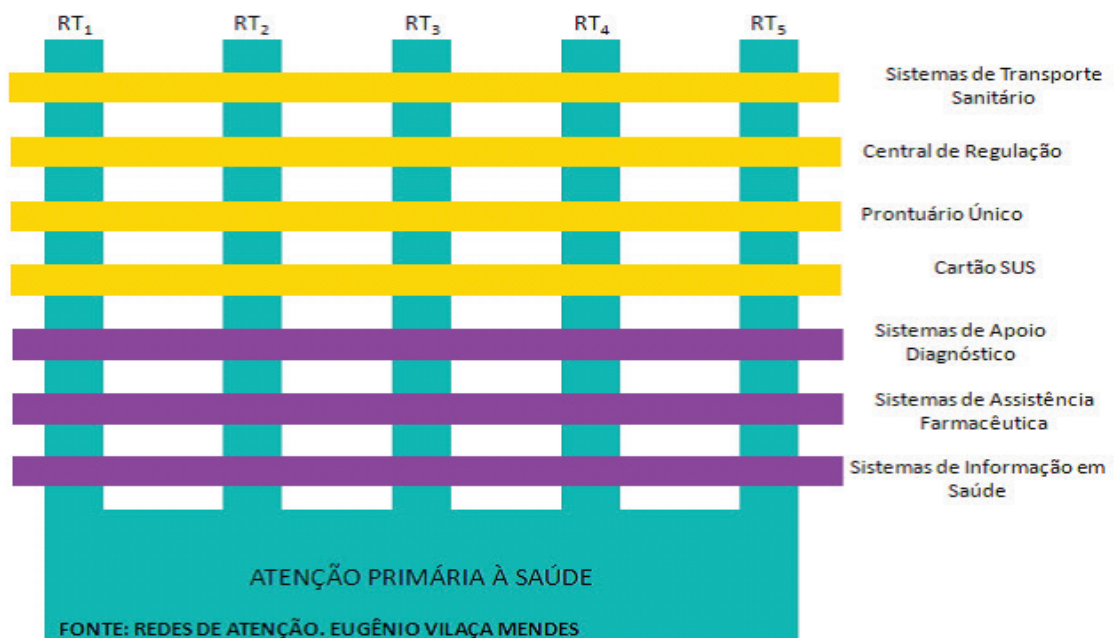 RT₁ RT₂ RT₃ RT₄ RT₅
Sistemas de Transporte
Sanitário
Central de Regulação
Prontuário Único
Cartão SUS
Sistemas de Apoio
Diagnóstico
Sistemas de Assistência
Farmacêutica
Sistemas de Informação em
Saúde
ATENÇÃO PRIMÁRIA À SAÚDE
FONTE: REDES DE ATENÇÃO. EUGÊNIO VILAÇA MENDES